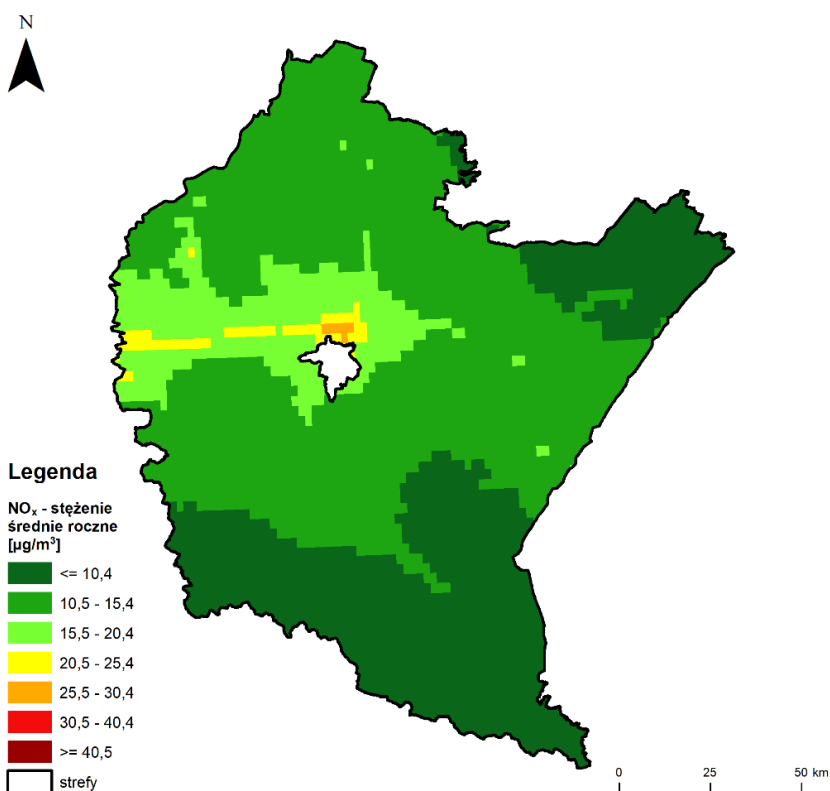 N
Legenda
NOₓ - stężenie
średnie roczne
[µg/m³]
<= 10,4
10,5 - 15,4
15,5 - 20,4
20,5 - 25,4
25,5 - 30,4
30,5 - 40,4
>= 40,5
strefy
0 25 50 km